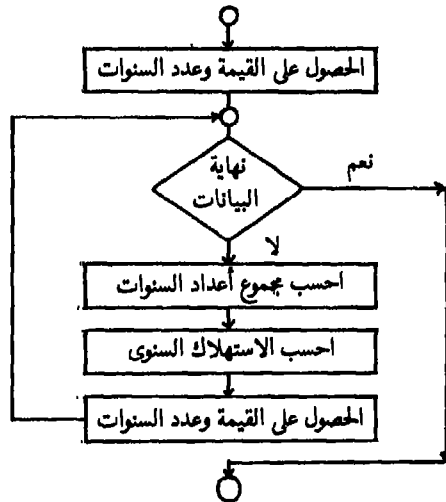 الحصول على القيمة وعدد السنوات
نهاية
البيانات
نعم
لا
احسب مجموع أعداد السنوات
احسب الاستهلاك السنوى
الحصول على القيمة وعدد السنوات